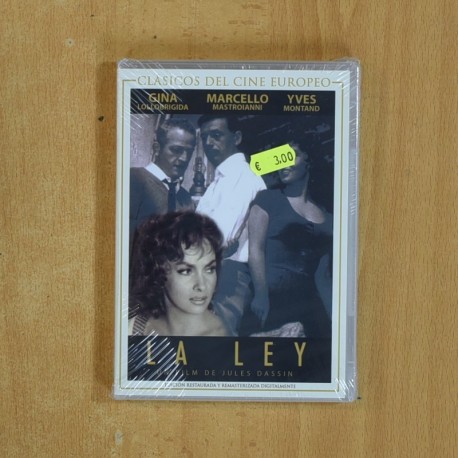 CLASICOS DEL CINE EUROPEO
GINA MARCELLO YVES
LOLLOBRIGIDA MASTROIANNI MONTAND
€ 3,00
LA LEY
UN FILM DE JULES DASSIN
EDICIÓN RESTAURADA Y REMASTERIZADA DIGITALMENTE